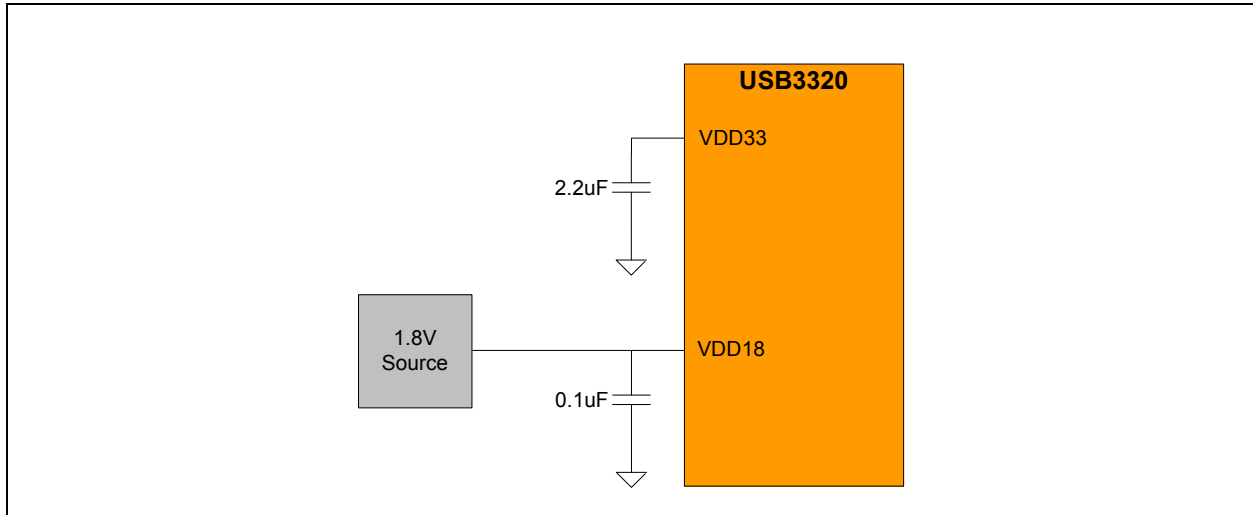 USB3320
VDD33
2.2uF
1.8V
Source
VDD18
0.1uF